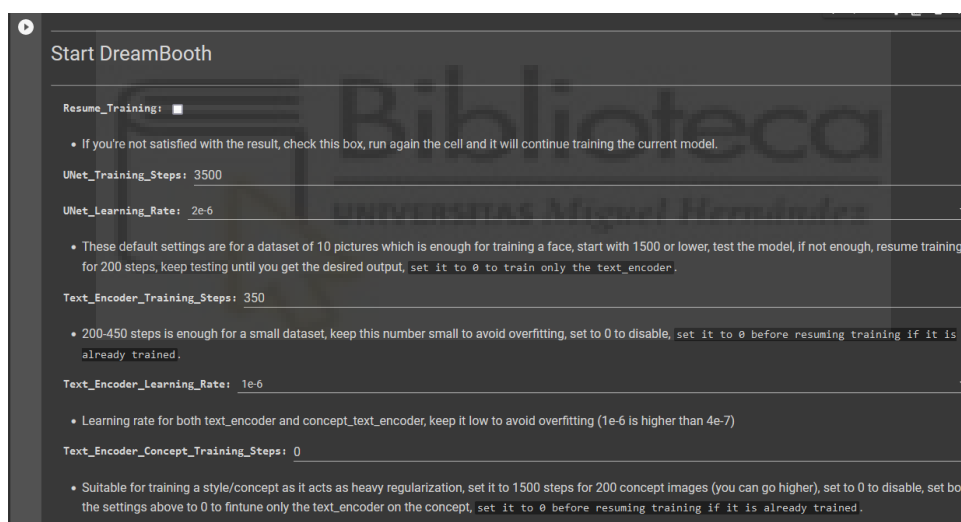 Start DreamBooth
Resume_Training:
• If you're not satisfied with the result, check this box, run again the cell and it will continue training the current model.
UNet_Training_Steps: 3500
UNet_Learning_Rate: 2e-6
• These default settings are for a dataset of 10 pictures which is enough for training a face, start with 1500 or lower, test the model, if not enough, resume training
for 200 steps, keep testing until you get the desired output, set it to 0 to train only the text_encoder.
Text_Encoder_Training_Steps: 350
• 200-450 steps is enough for a small dataset, keep this number small to avoid overfitting, set to 0 to disable, set it to 0 before resuming training if it is
already trained.
Text_Encoder_Learning_Rate: 1e-6
• Learning rate for both text_encoder and concept_text_encoder, keep it low to avoid overfitting (1e-6 is higher than 4e-7)
Text_Encoder_Concept_Training_Steps: 0
• Suitable for training a style/concept as it acts as heavy regularization, set it to 1500 steps for 200 concept images (you can go higher), set to 0 to disable, set bo
the settings above to 0 to fintune only the text_encoder on the concept, set it to 0 before resuming training if it is already trained.
Biblioteca
UNIVERSITAS Miguel Hernández